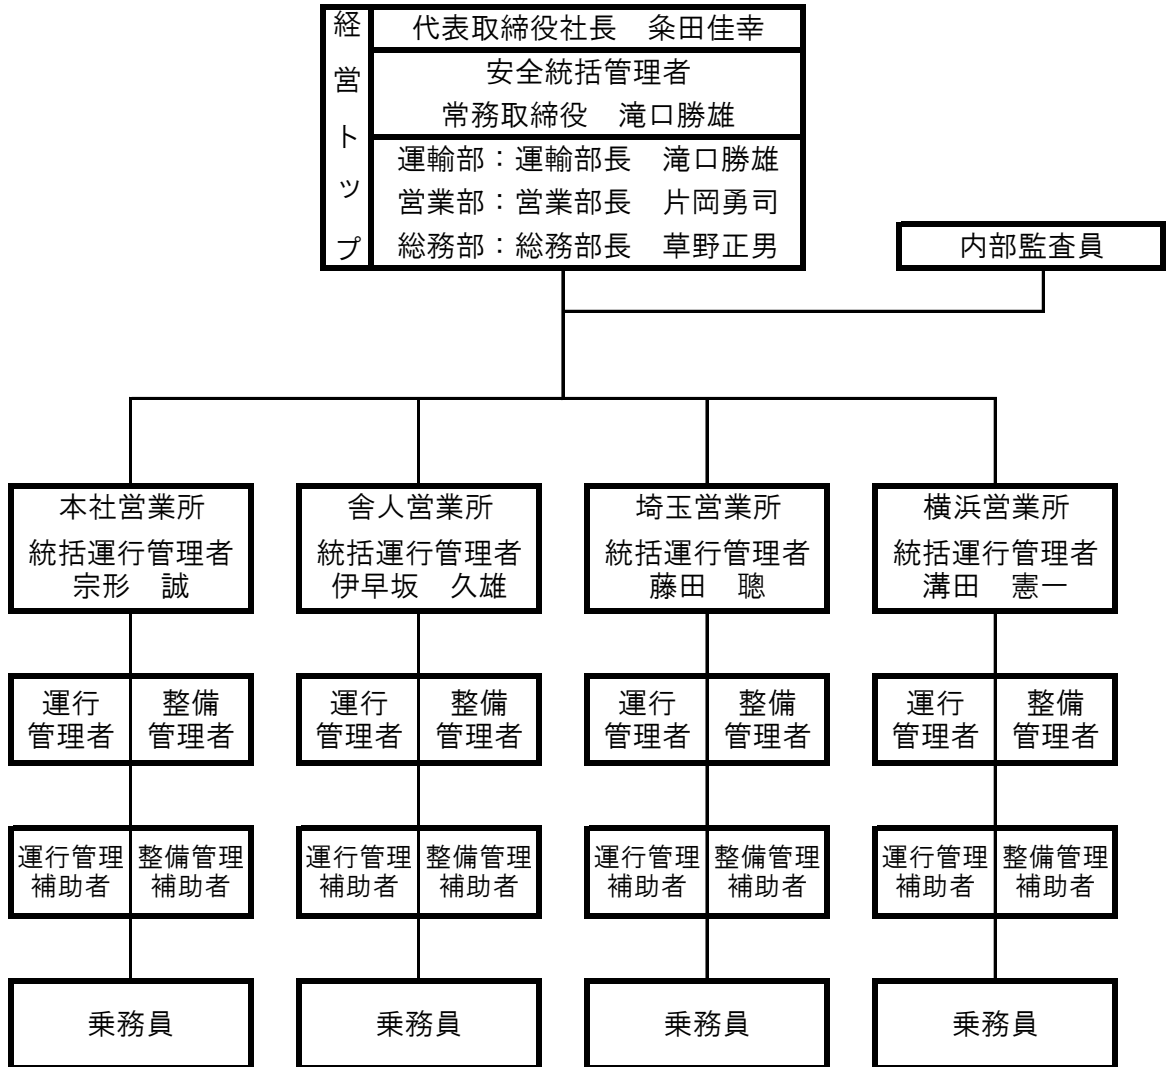 経営トップ
代表取締役社長　粂田佳幸
安全統括管理者
常務取締役　滝口勝雄
運輸部：運輸部長　滝口勝雄
営業部：営業部長　片岡勇司
総務部：総務部長　草野正男
内部監査員
本社営業所
統括運行管理者
宗形　誠
舎人営業所
統括運行管理者
伊早坂　久雄
埼玉営業所
統括運行管理者
藤田　聰
横浜営業所
統括運行管理者
溝田　憲一
運行
管理者
整備
管理者
運行
管理者
整備
管理者
運行
管理者
整備
管理者
運行
管理者
整備
管理者
運行管理
補助者
整備管理
補助者
運行管理
補助者
整備管理
補助者
運行管理
補助者
整備管理
補助者
運行管理
補助者
整備管理
補助者
乗務員
乗務員
乗務員
乗務員